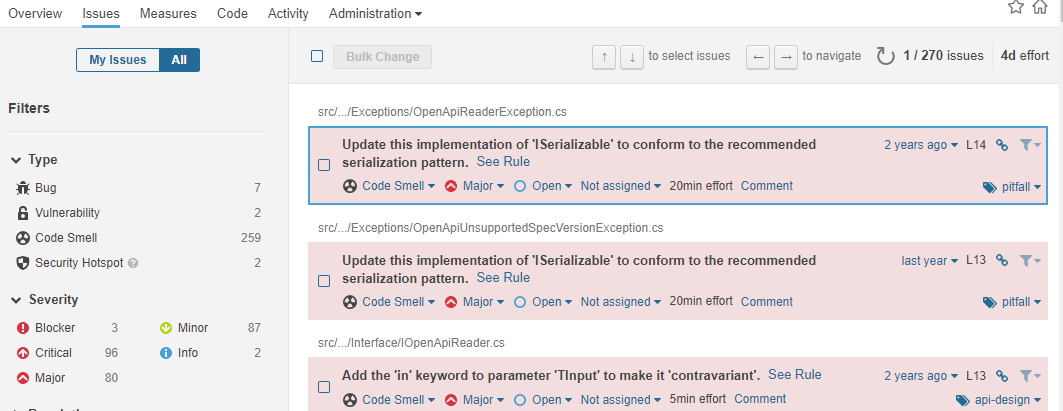 Overview Issues Measures Code Activity Administration
My Issues All
Bulk Change ↑ ↓ to select issues ← → to navigate 1 / 270 issues 4d effort
Filters
Type
Bug 7
Vulnerability 2
Code Smell 259
Security Hotspot 2
Severity
Blocker 3 Minor 87
Critical 96 Info 2
Major 80
src/.../Exceptions/OpenApiReaderException.cs
Update this implementation of 'ISerializable' to conform to the recommended
serialization pattern. See Rule
2 years ago L14
Code Smell Major Open Not assigned 20min effort Comment
pitfall
src/.../Exceptions/OpenApiUnsupportedSpecVersionException.cs
Update this implementation of 'ISerializable' to conform to the recommended
serialization pattern. See Rule
last year L13
Code Smell Major Open Not assigned 20min effort Comment
pitfall
src/.../Interface/IOpenApiReader.cs
Add the 'in' keyword to parameter 'TInput' to make it 'contravariant'. See Rule
2 years ago L13
Code Smell Major Open Not assigned 5min effort Comment
api-design